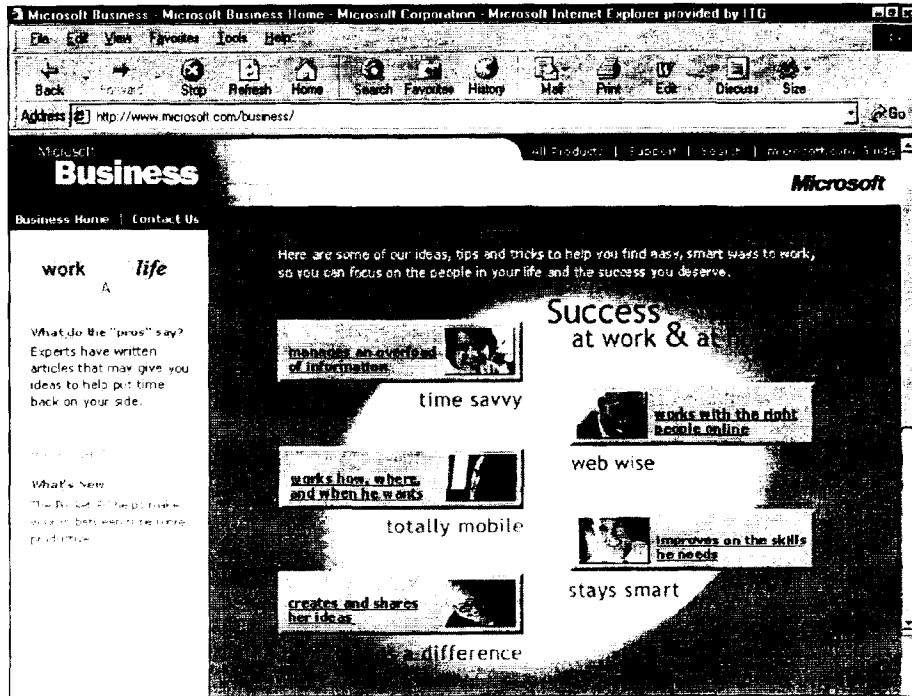 Microsoft Business - Microsoft Business Home - Microsoft Corporation - Microsoft Internet Explorer provided by ITG
File Edit View Favorites Tools Help
Back Forward Stop Refresh Home Search Favorites History Mail Print Edit Discuss Size
Address http://www.microsoft.com/business/ Go
All Products | Support | Search | microsoft.com Guide
Microsoft
Business
Microsoft
Business Home | Contact Us
work life
A
What do the "pros" say?
Experts have written
articles that may give you
ideas to help put time
back on your side.
What's New
The Pocket PC helps make
productive
Here are some of our ideas, tips and tricks to help you find easy, smart ways to work,
so you can focus on the people in your life and the success you deserve.
Success
at work & at
manages an overload
of information
time savvy
works with the right
people online
web wise
works how, where,
and when he wants
totally mobile
improves on the skills
he needs
stays smart
creates and shares
her ideas
a difference